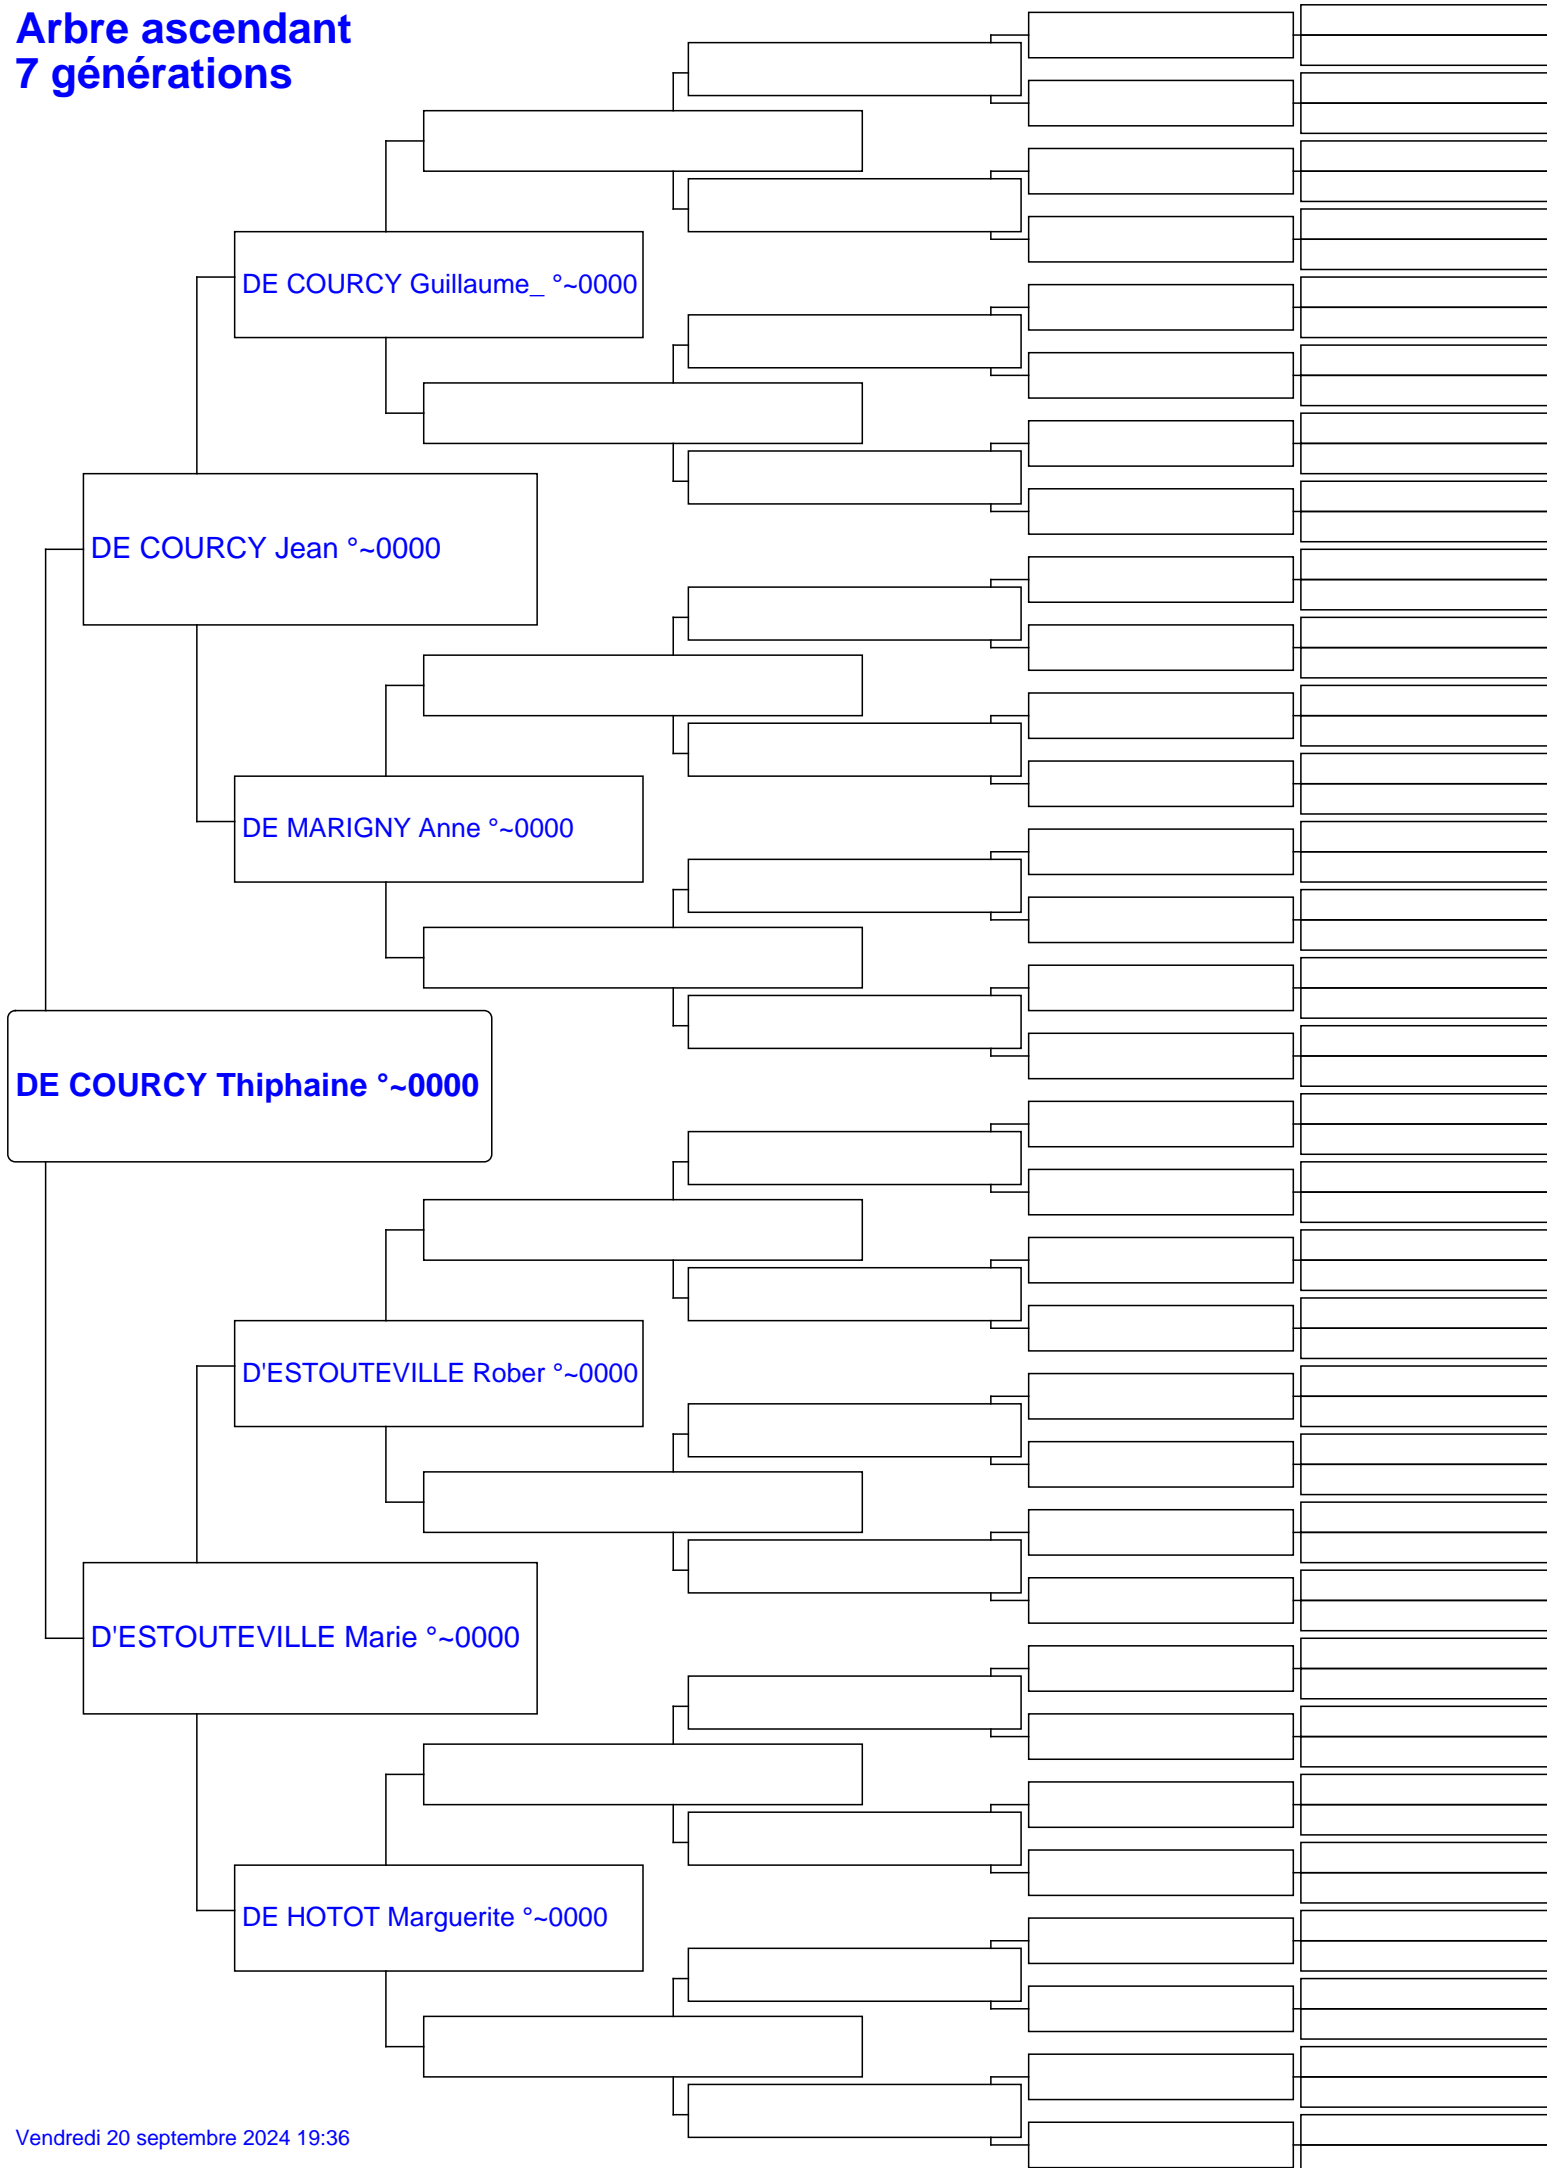 Arbre ascendant
7 générations
DE COURCY Guillaume_ °~0000
DE COURCY Jean °~0000
DE MARIGNY Anne °~0000
DE COURCY Thiphaine °~0000
D'ESTOUTEVILLE Rober °~0000
D'ESTOUTEVILLE Marie °~0000
DE HOTOT Marguerite °~0000
Vendredi 20 septembre 2024 19:36